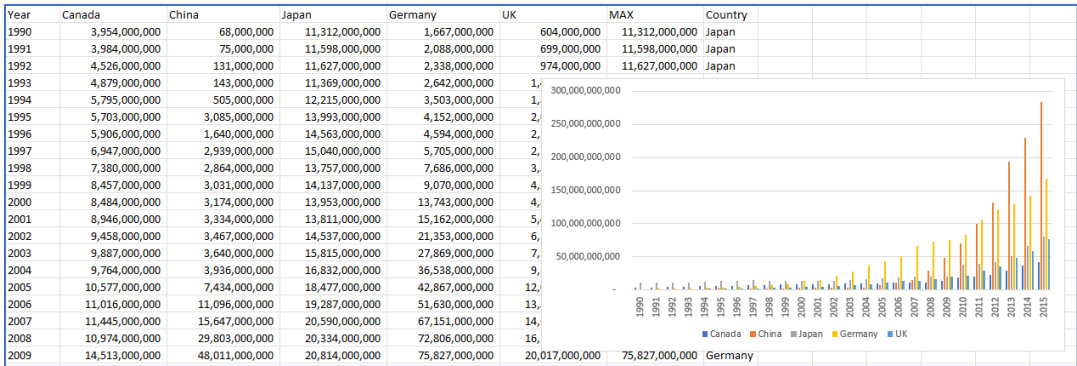 Year Canada China Japan Germany UK MAX Country
1990 3,954,000,000 68,000,000 11,312,000,000 1,667,000,000 604,000,000 11,312,000,000 Japan
1991 3,984,000,000 75,000,000 11,598,000,000 2,088,000,000 699,000,000 11,598,000,000 Japan
1992 4,526,000,000 131,000,000 11,627,000,000 2,338,000,000 974,000,000 11,627,000,000 Japan
1993 4,879,000,000 143,000,000 11,369,000,000 2,642,000,000
1994 5,795,000,000 505,000,000 12,215,000,000 3,503,000,000
1995 5,703,000,000 3,085,000,000 13,993,000,000 4,152,000,000
1996 5,906,000,000 1,640,000,000 14,563,000,000 4,594,000,000
1997 6,947,000,000 2,939,000,000 15,040,000,000 5,705,000,000
1998 7,380,000,000 2,864,000,000 13,757,000,000 7,686,000,000
1999 8,457,000,000 3,031,000,000 14,137,000,000 9,070,000,000
2000 8,484,000,000 3,174,000,000 13,953,000,000 13,743,000,000
2001 8,946,000,000 3,334,000,000 13,811,000,000 15,162,000,000
2002 9,458,000,000 3,467,000,000 14,537,000,000 21,353,000,000
2003 9,887,000,000 3,640,000,000 15,815,000,000 27,869,000,000
2004 9,764,000,000 3,936,000,000 16,832,000,000 36,538,000,000
2005 10,577,000,000 7,434,000,000 18,477,000,000 42,867,000,000
2006 11,016,000,000 11,096,000,000 19,287,000,000 51,630,000,000
2007 11,445,000,000 15,647,000,000 20,590,000,000 67,151,000,000
2008 10,974,000,000 29,803,000,000 20,334,000,000 72,806,000,000
2009 14,513,000,000 48,011,000,000 20,814,000,000 75,827,000,000 20,017,000,000 75,827,000,000 Germany
300,000,000,000
250,000,000,000
200,000,000,000
150,000,000,000
100,000,000,000
50,000,000,000
-
1990 1991 1992 1993 1994 1995 1996 1997 1998 1999 2000 2001 2002 2003 2004 2005 2006 2007 2008 2009 2010 2011 2012 2013 2014 2015
Canada China Japan Germany UK